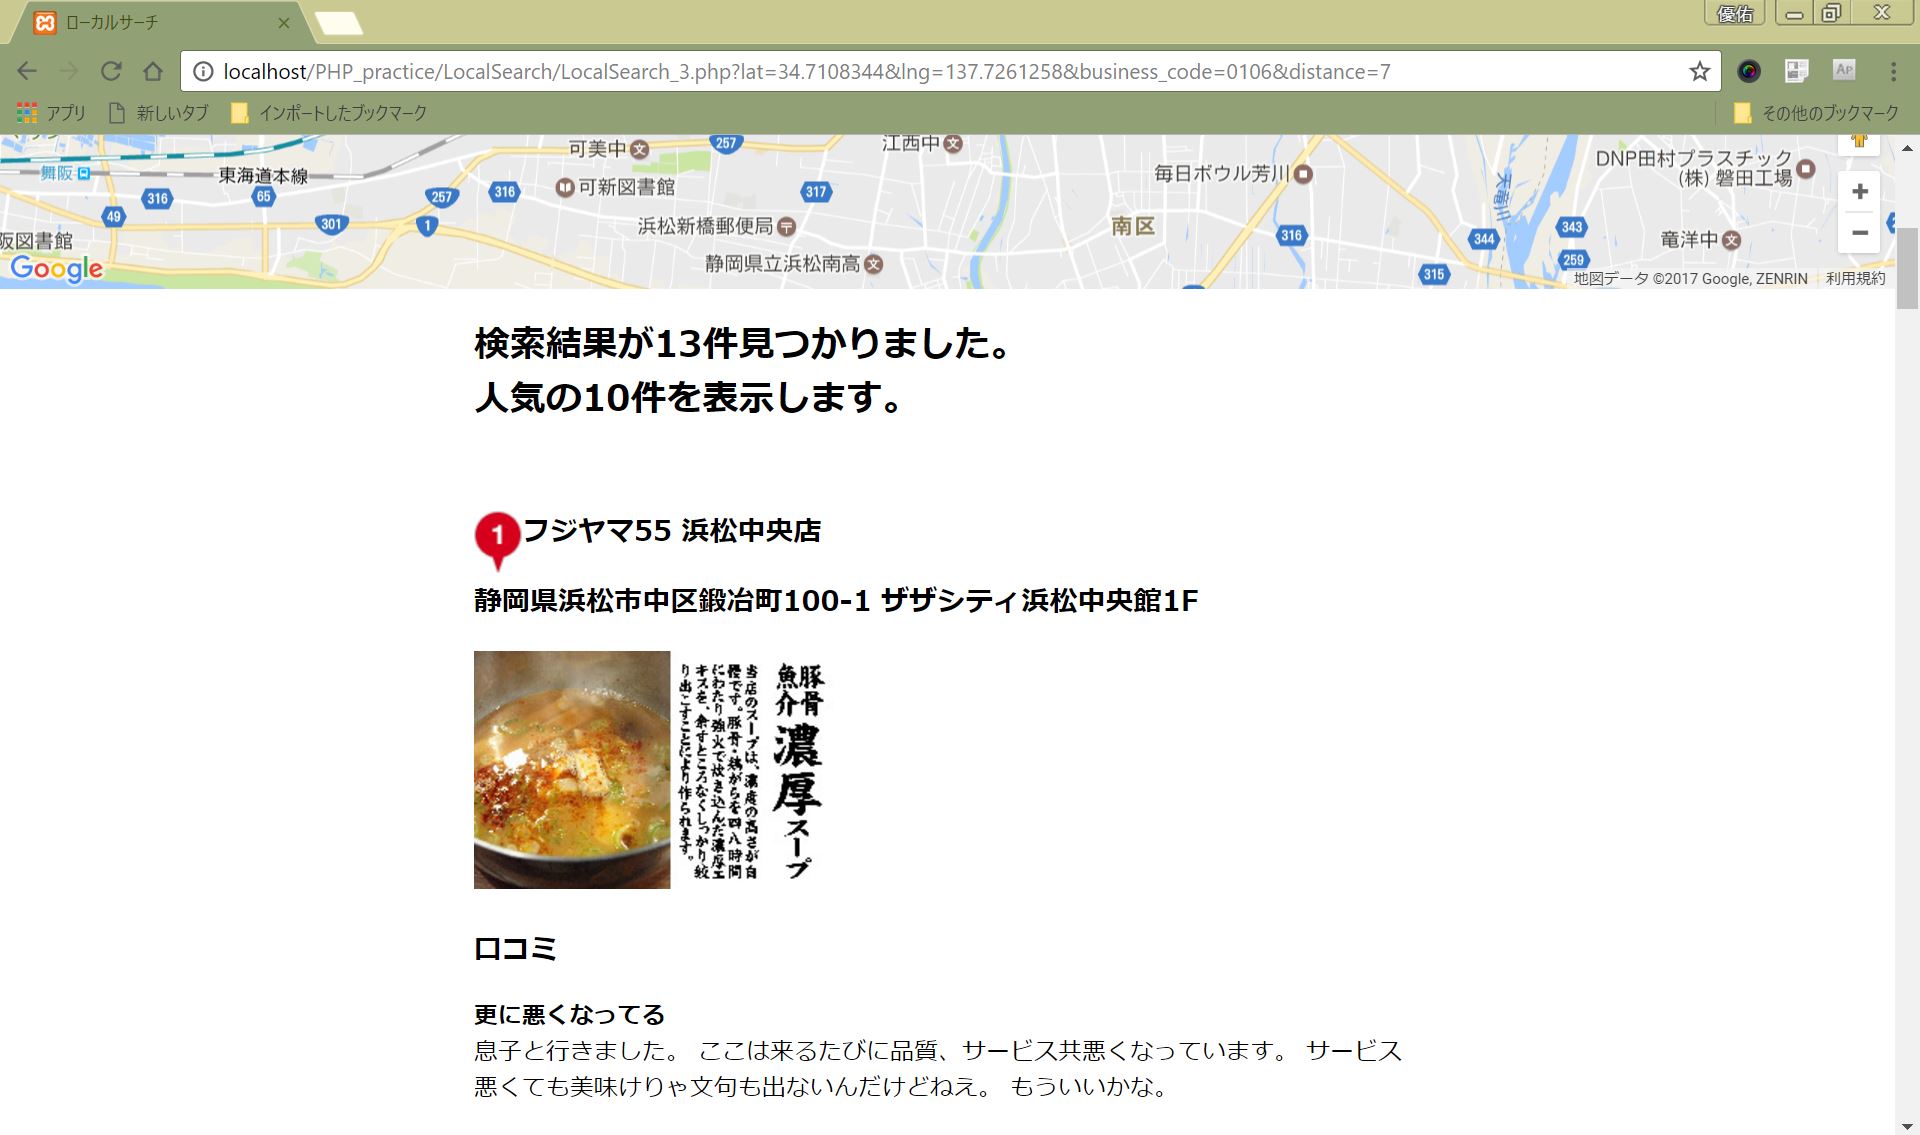 ローカルサーチ
優佑
localhost/PHP_practice/LocalSearch/LocalSearch_3.php?lat=34.7108344&lng=137.7261258&business_code=0106&distance=7
AP
アプリ 新しいタブ インポートしたブックマーク その他のブックマーク
可美中 文
257
江西中 文
毎日ボウル芳川
DNP田村プラスチック
(株) 磐田工場
舞阪
東海道本線
可新図書館
316
65
257
316
317
天竜川
49
301
1
浜松新橋郵便局
南区
316
344
343
竜洋中 文
阪図書館
静岡県立浜松南高 文
315
259
Google
地図データ ©2017 Google, ZENRIN 利用規約
検索結果が13件見つかりました。
人気の10件を表示します。
1 フジヤマ55 浜松中央店
静岡県浜松市中区鍛冶町100-1 ザザシティ浜松中央館1F
豚骨
魚介
濃厚スープ
当店のスープは、濃度の高さが自
慢です。豚骨・鶏がらを四八時間
にわたり強火で炊き込んだ濃厚エ
キスを、余すところなくしっかり絞
り出すことにより作られます。
口コミ
更に悪くなってる
息子と行きました。 ここは来るたびに品質、サービス共悪くなっています。 サービス
悪くても美味けりゃ文句も出ないんだけどねえ。 もういいかな。